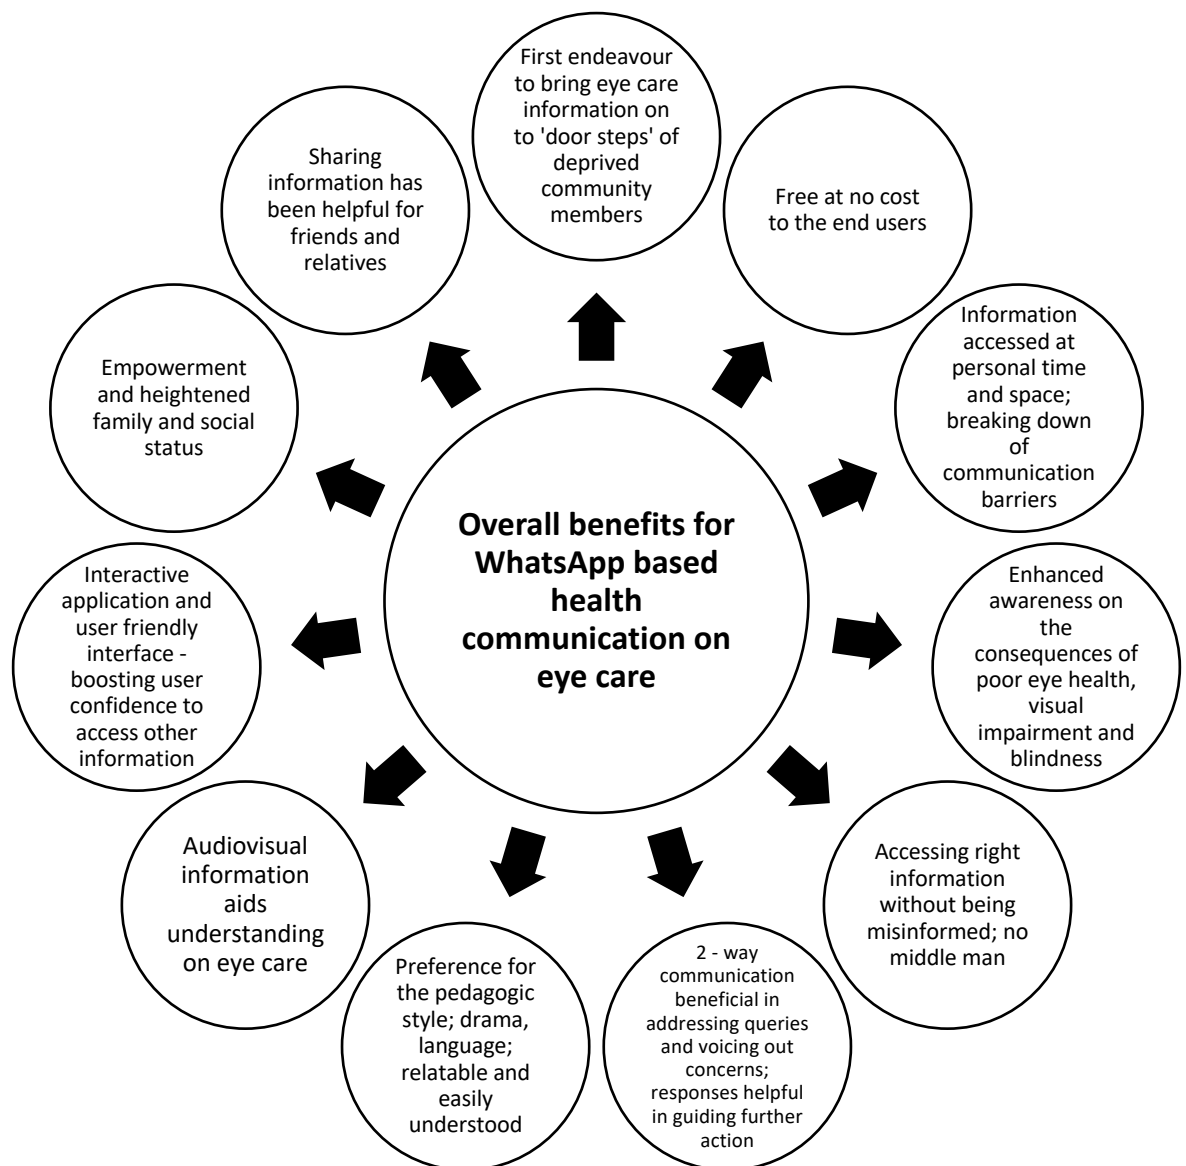 First endeavour
to bring eye care
information on
to 'door steps' of
deprived
community
members
Free at no cost
to the end users
Information
accessed at
personal time
and space;
breaking down
of
communication
barriers
Enhanced
awareness on
the
consequences of
poor eye health,
visual
impairment and
blindness
Accessing right
information
without being
misinformed; no
middle man
2 - way
communication
beneficial in
addressing queries
and voicing out
concerns;
responses helpful
in guiding further
action
Preference for
the pedagogic
style; drama,
language;
relatable and
easily
understood
Audiovisual
information
aids
understanding
on eye care
Interactive
application and
user friendly
interface -
boosting user
confidence to
access other
information
Empowerment
and heightened
family and social
status
Sharing
information has
been helpful for
friends and
relatives
Overall benefits for
WhatsApp based
health
communication on
eye care